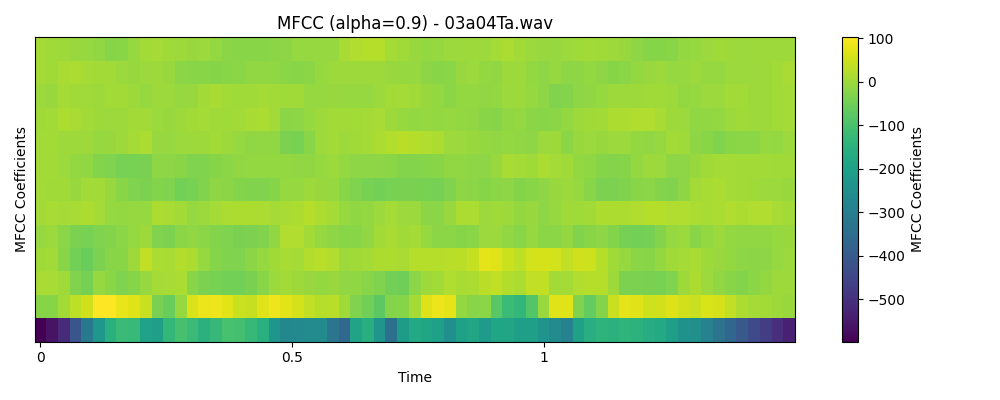 MFCC (alpha=0.9) - 03a04Ta.wav
MFCC Coefficients
0
0.5
1
Time
100
0
−100
−200
−300
−400
−500
MFCC Coefficients